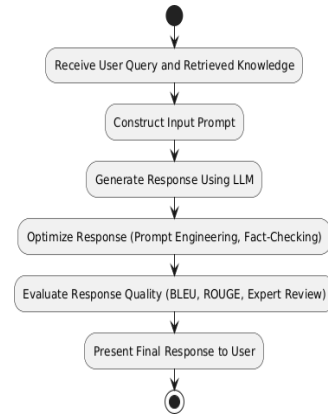 Receive User Query and Retrieved Knowledge
Construct Input Prompt
Generate Response Using LLM
Optimize Response (Prompt Engineering, Fact-Checking)
Evaluate Response Quality (BLEU, ROUGE, Expert Review)
Present Final Response to User